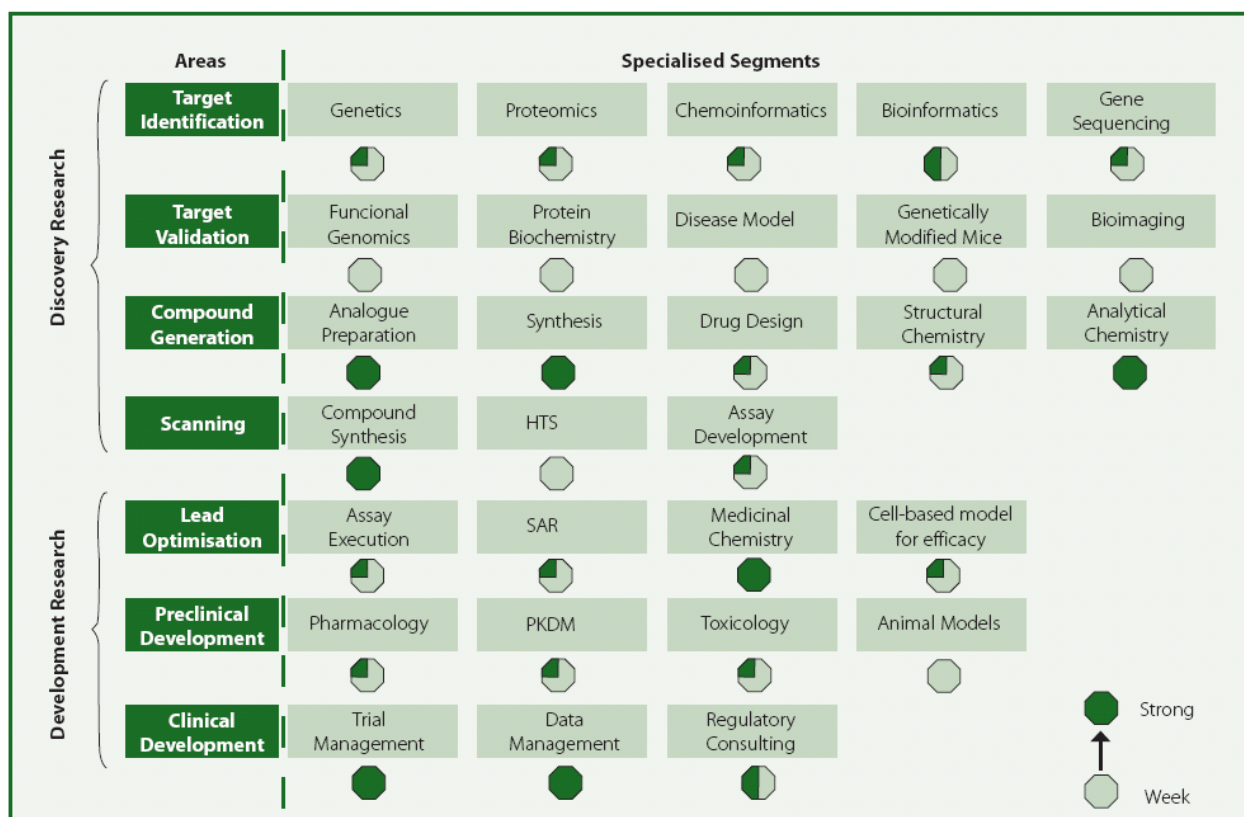 Areas
Specialised Segments
Discovery Research
Target
Identification
Genetics
Proteomics
Chemoinformatics
Bioinformatics
Gene
Sequencing
Target
Validation
Funcional
Genomics
Protein
Biochemistry
Disease Model
Genetically
Modified Mice
Bioimaging
Compound
Generation
Analogue
Preparation
Synthesis
Drug Design
Structural
Chemistry
Analytical
Chemistry
Scanning
Compound
Synthesis
HTS
Assay
Development
Development Research
Lead
Optimisation
Assay
Execution
SAR
Medicinal
Chemistry
Cell-based model
for efficacy
Preclinical
Development
Pharmacology
PKDM
Toxicology
Animal Models
Clinical
Development
Trial
Management
Data
Management
Regulatory
Consulting
Strong
Week